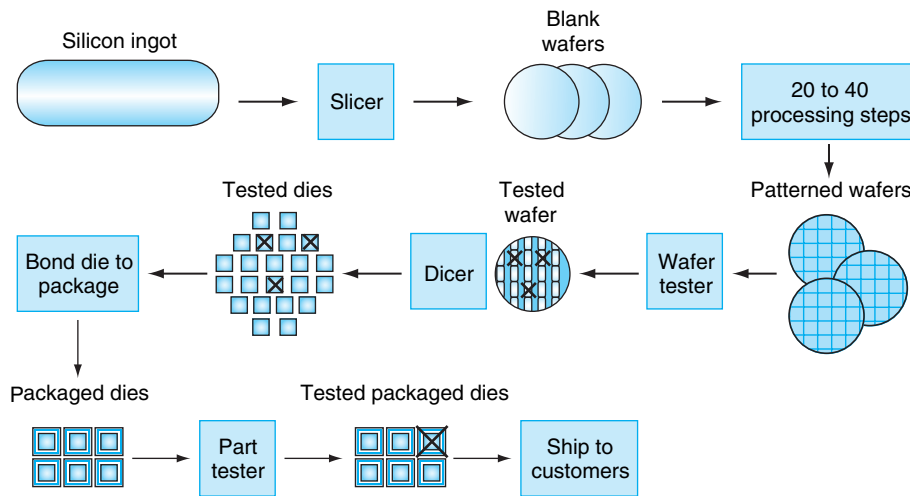 Silicon ingot
Slicer
Blank
wafers
20 to 40
processing steps
Patterned wafers
Wafer
tester
Tested
wafer
Dicer
Tested dies
Bond die to
package
Packaged dies
Part
tester
Tested packaged dies
Ship to
customers